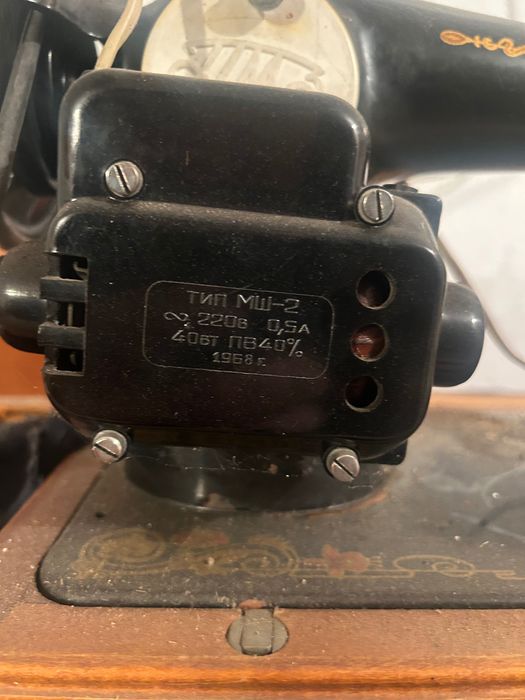 ТИП МШ-2
∾ 220в 0,5А
40вт ПВ40%
1968 г.